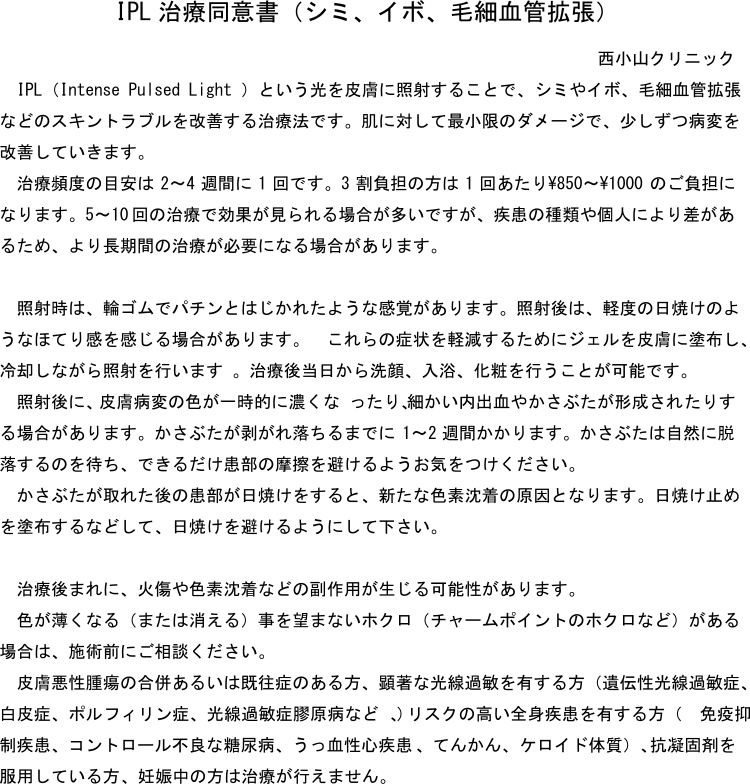 IPL 治療同意書（シミ、イボ、毛細血管拡張）
西小山クリニック
IPL（Intense Pulsed Light ）という光を皮膚に照射することで、シミやイボ、毛細血管拡張
などのスキントラブルを改善する治療法です。肌に対して最小限のダメージで、少しずつ病変を
改善していきます。
治療頻度の目安は 2～4 週間に 1 回です。3 割負担の方は 1 回あたり¥850～¥1000 のご負担に
なります。5～10回の治療で効果が見られる場合が多いですが、疾患の種類や個人により差があ
るため、より長期間の治療が必要になる場合があります。
照射時は、輪ゴムでパチンとはじかれたような感覚があります。照射後は、軽度の日焼けのよ
うなほてり感を感じる場合があります。　これらの症状を軽減するためにジェルを皮膚に塗布し、
冷却しながら照射を行います 。治療後当日から洗顔、入浴、化粧を行うことが可能です。
照射後に、皮膚病変の色が一時的に濃くな ったり、細かい内出血やかさぶたが形成されたりす
る場合があります。かさぶたが剥がれ落ちるまでに 1～2 週間かかります。かさぶたは自然に脱
落するのを待ち、できるだけ患部の摩擦を避けるようお気をつけください。
かさぶたが取れた後の患部が日焼けをすると、新たな色素沈着の原因となります。日焼け止め
を塗布するなどして、日焼けを避けるようにして下さい。
治療後まれに、火傷や色素沈着などの副作用が生じる可能性があります。
色が薄くなる（または消える）事を望まないホクロ（チャームポイントのホクロなど）がある
場合は、施術前にご相談ください。
皮膚悪性腫瘍の合併あるいは既往症のある方、顕著な光線過敏を有する方（遺伝性光線過敏症、
白皮症、ポルフィリン症、光線過敏症膠原病など 、）リスクの高い全身疾患を有する方（　免疫抑
制疾患、コントロール不良な糖尿病、うっ血性心疾患 、てんかん、ケロイド体質）、抗凝固剤を
服用している方、妊娠中の方は治療が行えません。